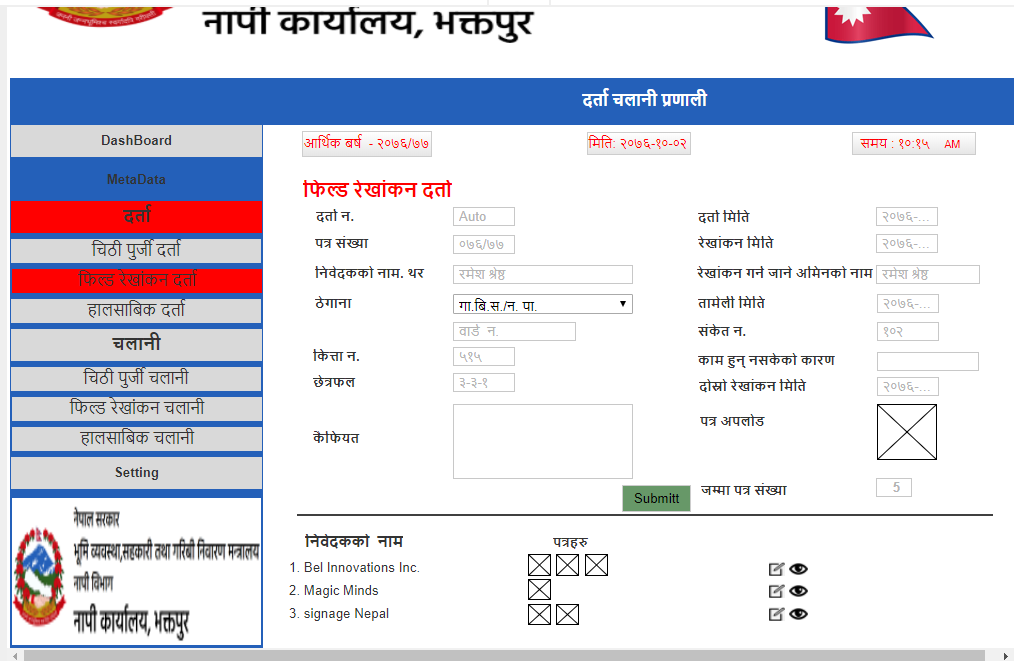 नापी कार्यालय, भक्तपुर
दर्ता चलानी प्रणाली
DashBoard
MetaData
दर्ता
चिठी पुर्जी दर्ता
फिल्ड रेखांकन दर्ता
हालसाबिक दर्ता
चलानी
चिठी पुर्जी चलानी
फिल्ड रेखांकन चलानी
हालसाबिक चलानी
Setting
नेपाल सरकार
भूमि व्यवस्था,सहकारी तथा गरिबी निवारण मन्त्रालय
नापी विभाग
नापी कार्यालय, भक्तपुर
आर्थिक बर्ष - २०७६/७७
मिति: २०७६-१०-०२
समय : १०:१५ AM
फिल्ड रेखांकन दर्ता
दर्ता न. Auto
पत्र संख्या ०७६/७७
निवेदकको नाम. थर रमेश श्रेष्ठ
ठेगाना गा.बि.स./न. पा.
वार्ड न.
कित्ता न. ५१५
छेत्रफल ३-३-१
कैफियत
दर्ता मिति २०७६-...
रेखांकन मिति २०७६-...
रेखांकन गर्न जाने अमिनको नाम रमेश श्रेष्ठ
तामेली मिति २०७६-...
संकेत न. १०२
काम हुन् नसकेको कारण
दोस्रो रेखांकन मिति २०७६-...
पत्र अपलोड
जम्मा पत्र संख्या 5
Submitt
निवेदकको नाम पत्रहरु
1. Bel Innovations Inc.
2. Magic Minds
3. signage Nepal